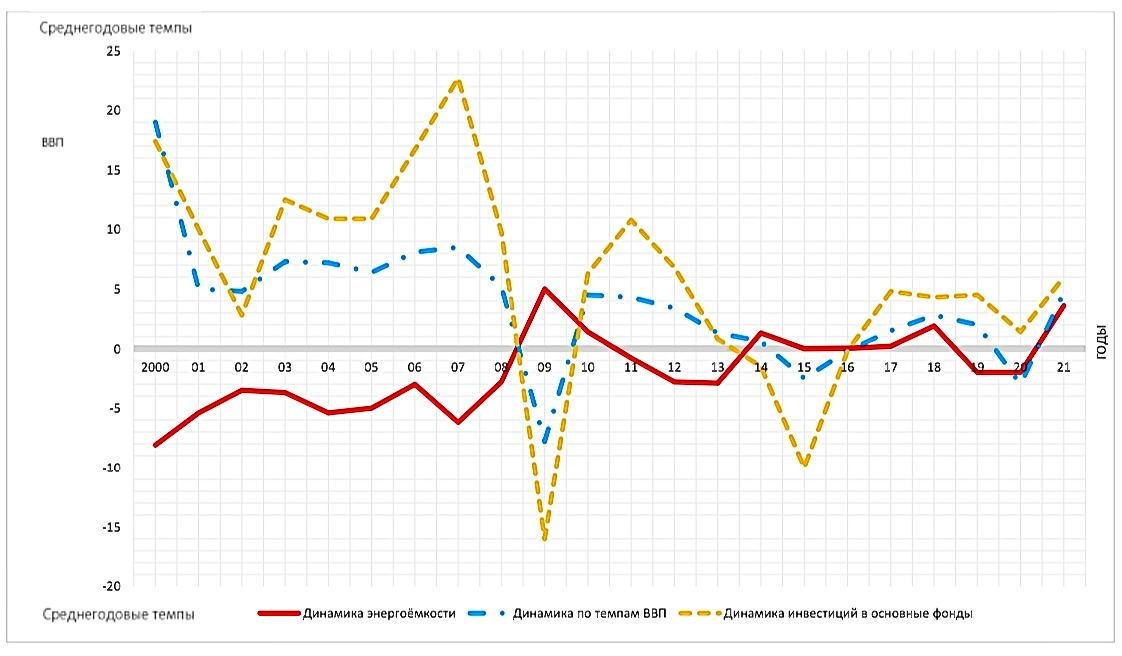 Среднегодовые темпы
25
20
ВВП
15
10
5
0
годы
2000 01 02 03 04 05 06 07 08 09 10 11 12 13 14 15 16 17 18 19 20 21
-5
-10
-15
-20
Среднегодовые темпы
Динамика энергоёмкости Динамика по темпам ВВП Динамика инвестиций в основные фонды